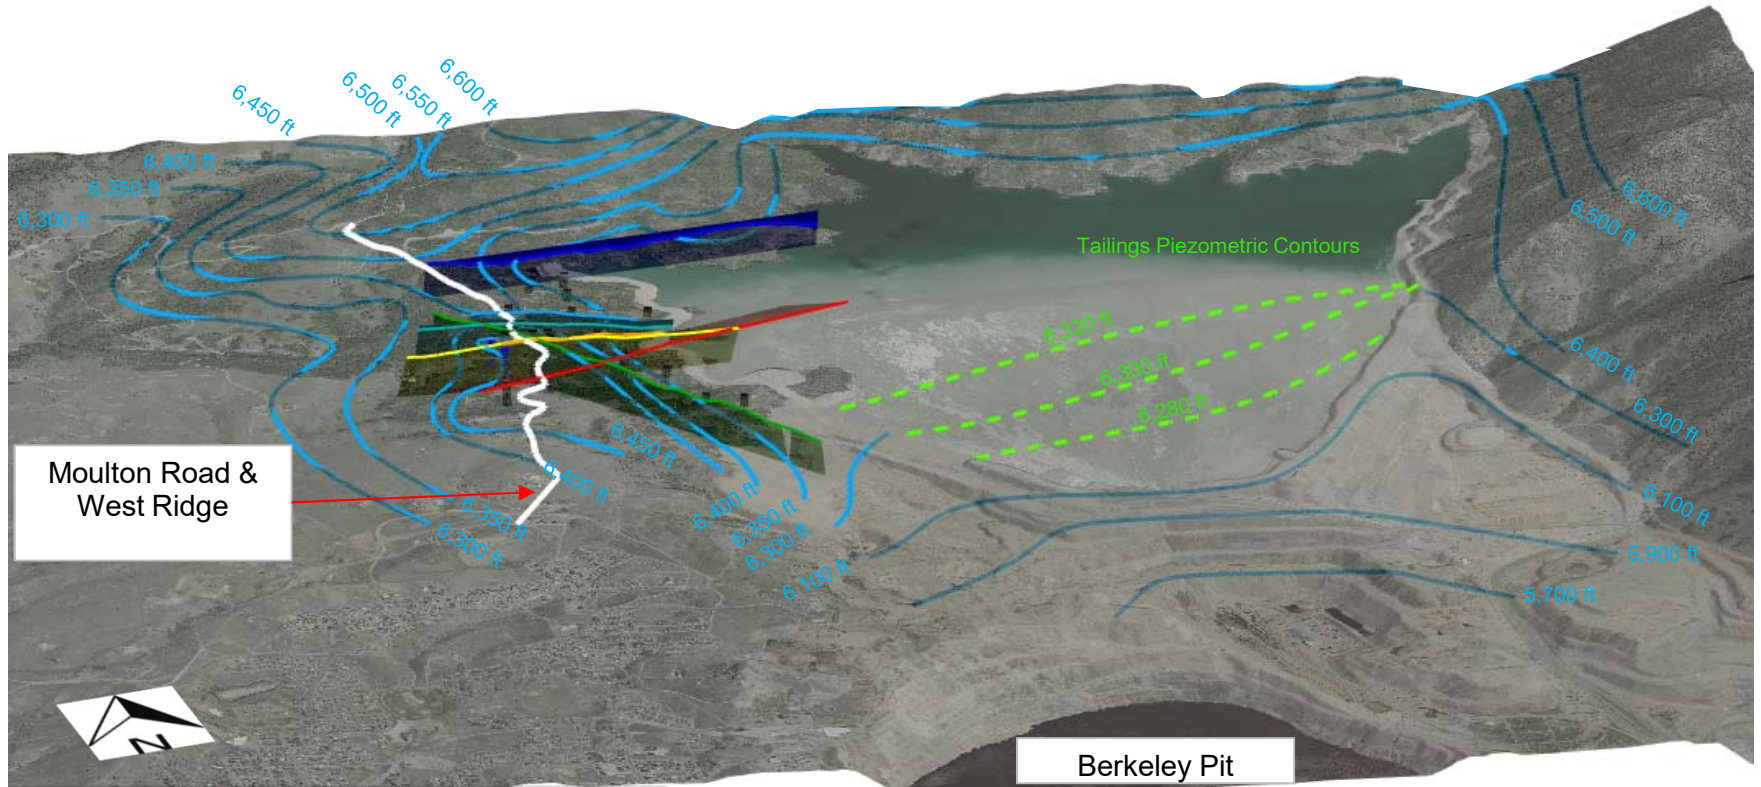 6,600 ft
6,550 ft
6,500 ft
6,450 ft
6,400 ft
6,350 ft
6,300 ft
6,600 ft
6,500 ft
Tailings Piezometric Contours
6,320 ft
6,300 ft
6,280 ft
6,400 ft
6,300 ft
6,100 ft
5,900 ft
5,700 ft
6,450 ft
6,400 ft
6,400 ft
6,350 ft
6,300 ft
6,100 ft
6,350 ft
6,300 ft
Moulton Road &
West Ridge
N
Berkeley Pit